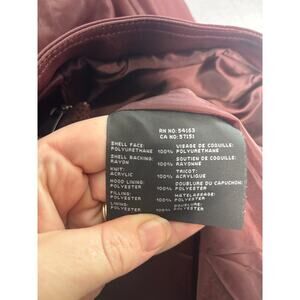 RN NO: 54163
CA NO: 57151
SHELL FACE: VISAGE DE COQUILLE:
POLYURETHANE 100% POLYURETHANE
SHELL BACKING: SOUTIEN DE COQUILLE:
RAYON 100% RAYONNE
KNIT: TRICOT:
ACRYLIC 100% ACRYLIQUE
HOOD LINING: DOUBLURE DU CAPUCHON:
POLYESTER 100% POLYESTER
FILLING: MATELASSAGE:
POLYESTER 100% POLYESTER
LINING: DOUBLURE:
POLYESTER 100% POLYESTER